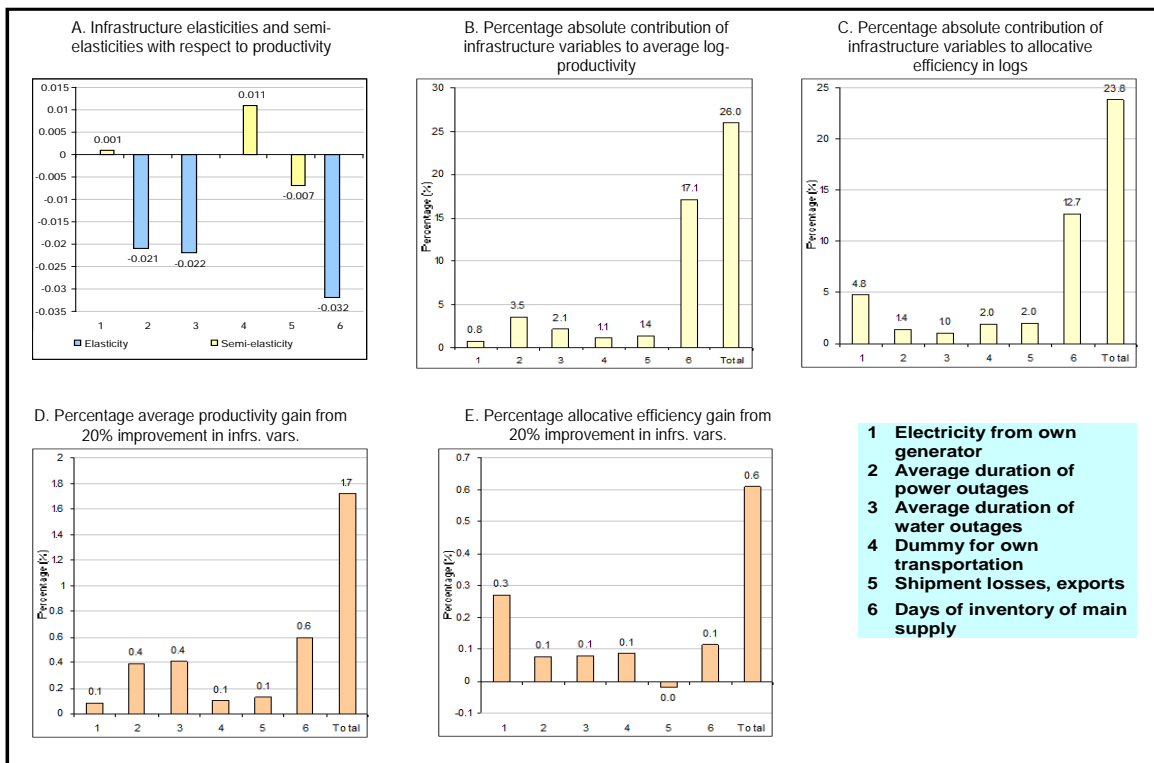 A. Infrastructure elasticities and semi-
elasticities with respect to productivity
0.015
0.01
0.005
0
-0.005
-0.01
-0.015
-0.02
-0.025
-0.03
-0.035
0.001
-0.021
-0.022
0.011
-0.007
-0.032
1 2 3 4 5 6
Elasticity Semi-elasticity
B. Percentage absolute contribution of
infrastructure variables to average log-
productivity
Percentage (%)
30
25
20
15
10
5
0
0.8
3.5
2.1
1.1
1.4
17.1
26.0
1 2 3 4 5 6 Total
C. Percentage absolute contribution of
infrastructure variables to allocative
efficiency in logs
Percentage (%)
25
20
15
10
5
0
4.8
1.4
1.0
2.0
2.0
12.7
23.8
1 2 3 4 5 6 Total
D. Percentage average productivity gain from
20% improvement in infrs. vars.
Percentage (%)
2
1.8
1.6
1.4
1.2
1
0.8
0.6
0.4
0.2
0
0.1
0.4
0.4
0.1
0.1
0.6
1.7
1 2 3 4 5 6 Total
E. Percentage allocative efficiency gain from
20% improvement in infrs. vars.
Percentage (%)
0.7
0.6
0.5
0.4
0.3
0.2
0.1
0
-0.1
0.3
0.1
0.1
0.1
0.0
0.1
0.6
1 2 3 4 5 6 Total
1 Electricity from own
generator
2 Average duration of
power outages
3 Average duration of
water outages
4 Dummy for own
transportation
5 Shipment losses, exports
6 Days of inventory of main
supply